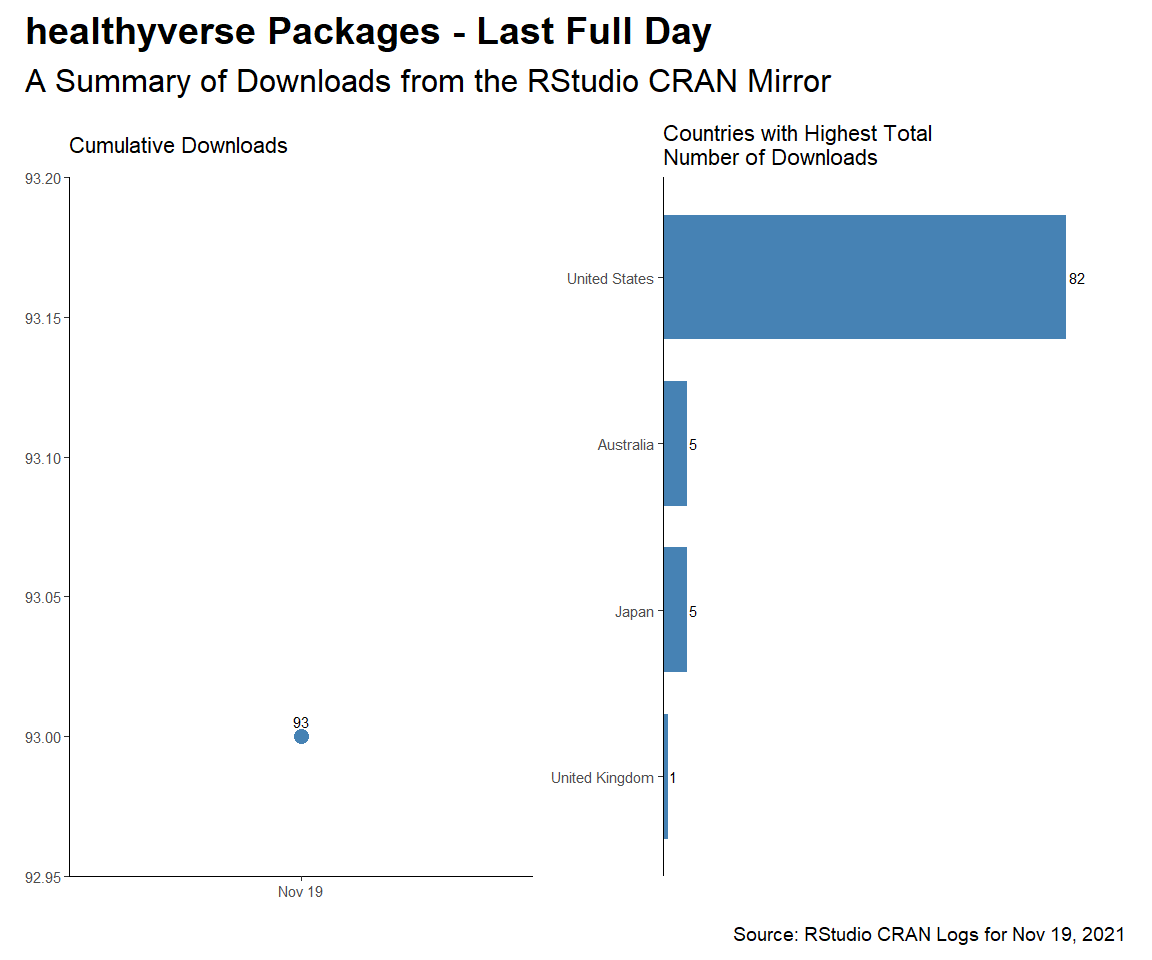 healthyverse Packages - Last Full Day
A Summary of Downloads from the RStudio CRAN Mirror
Cumulative Downloads
93.20
93.15
93.10
93.05
93.00
92.95
93
Nov 19
Countries with Highest Total
Number of Downloads
United States
82
Australia
5
Japan
5
United Kingdom
1
Source: RStudio CRAN Logs for Nov 19, 2021